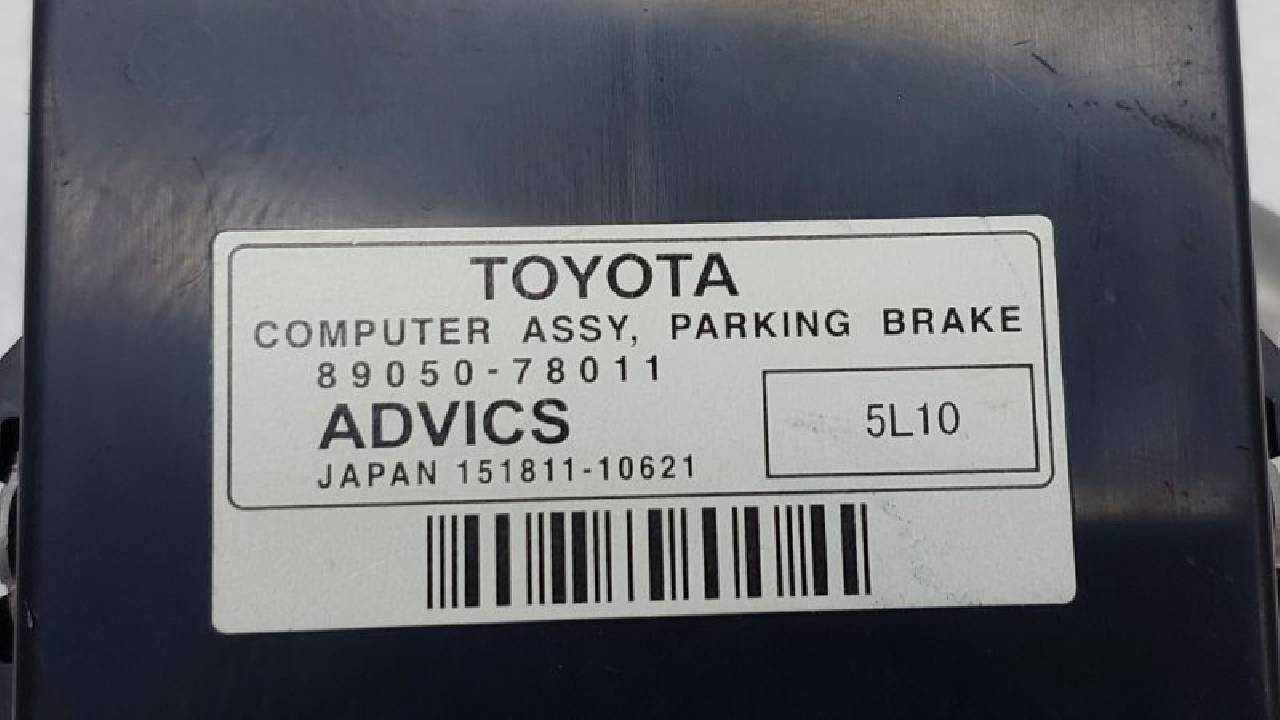 TOYOTA
COMPUTER ASSY, PARKING BRAKE
89050-78011
ADVICS
5L10
JAPAN 151811-10621